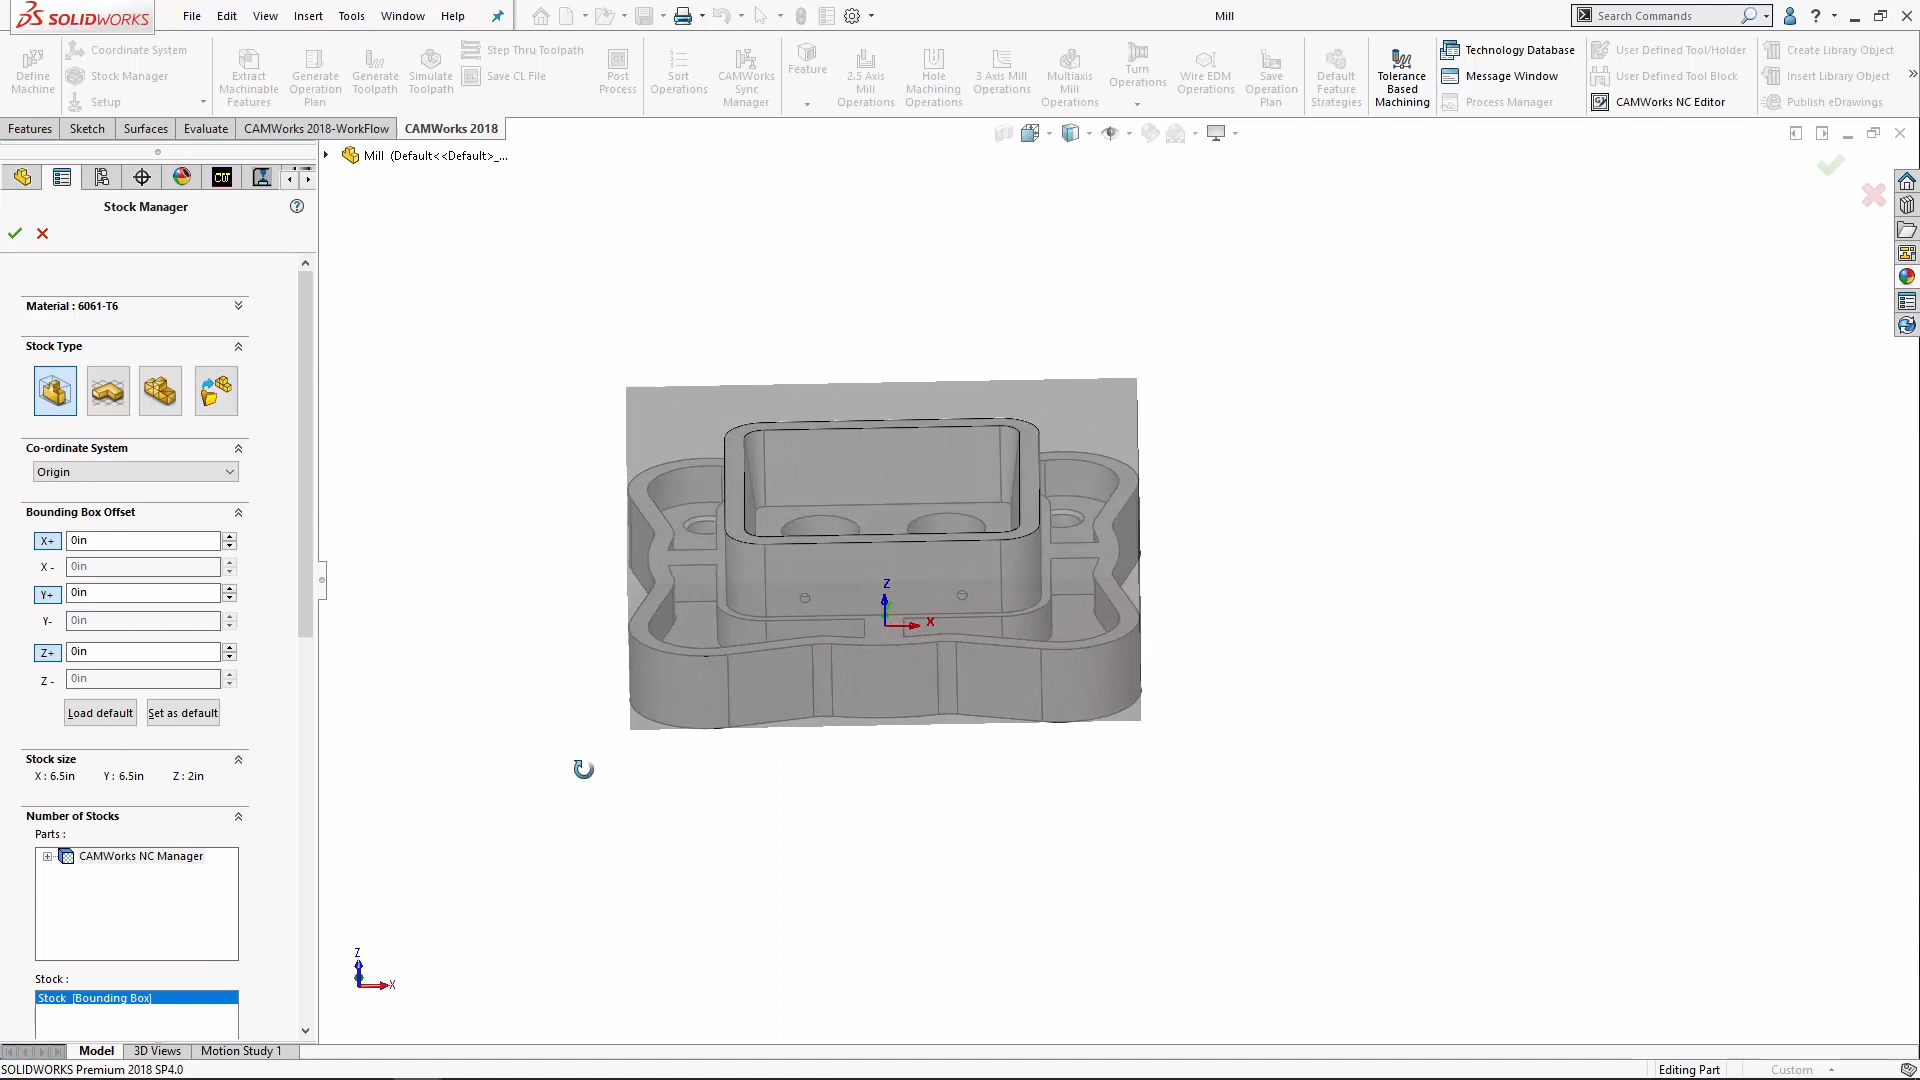 SOLIDWORKS
File Edit View Insert Tools Window Help
Mill
Search Commands
Define Machine
Coordinate System
Stock Manager
Setup
Extract Machinable Features
Generate Operation Plan
Generate Toolpath
Simulate Toolpath
Step Thru Toolpath
Save CL File
Post Process
Sort Operations
CAMWorks Sync Manager
Feature
2.5 Axis Mill Operations
Hole Machining Operations
3 Axis Mill Operations
Multiaxis Mill Operations
Turn Operations
Wire EDM Operations
Save Operation Plan
Default Feature Strategies
Tolerance Based Machining
Technology Database
Message Window
Process Manager
User Defined Tool/Holder
User Defined Tool Block
CAMWorks NC Editor
Create Library Object
Insert Library Object
Publish eDrawings
Features Sketch Surfaces Evaluate CAMWorks 2018-WorkFlow CAMWorks 2018
Mill (Default<<Default>_...
CW
Stock Manager
Material : 6061-T6
Stock Type
Co-ordinate System
Origin
Bounding Box Offset
X+ 0in
X - 0in
Y+ 0in
Y- 0in
Z+ 0in
Z - 0in
Load default Set as default
Stock size
X : 6.5in Y : 6.5in Z : 2in
Number of Stocks
Parts :
CAMWorks NC Manager
Stock :
Stock [Bounding Box]
Z
X
Z
X
Model 3D Views Motion Study 1
SOLIDWORKS Premium 2018 SP4.0
Editing Part
Custom